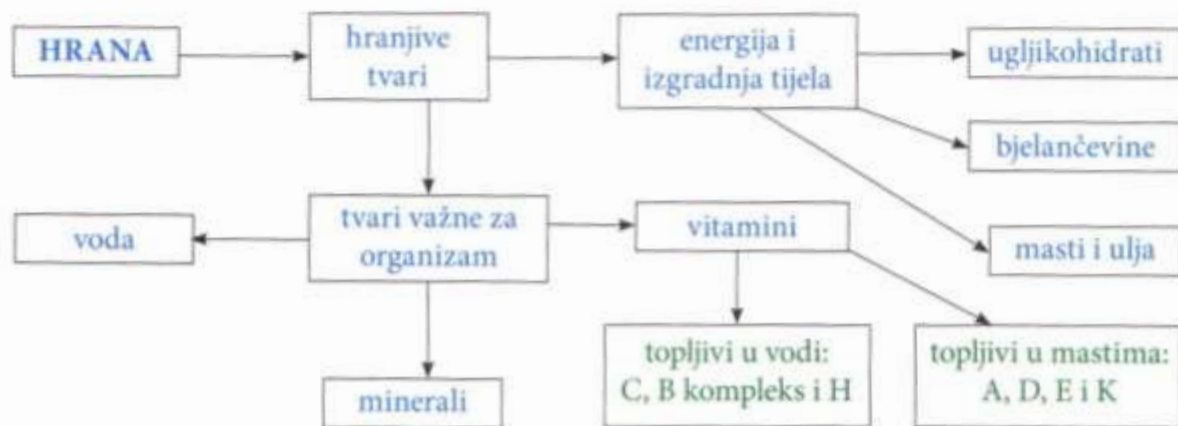 HRANA
hranjive
tvari
energija i
izgradnja tijela
ugljikohidrati
bjelančevine
masti i ulja
tvari važne za
organizam
voda
vitamini
minerali
topljivi u vodi:
C, B kompleks i H
topljivi u mastima:
A, D, E i K